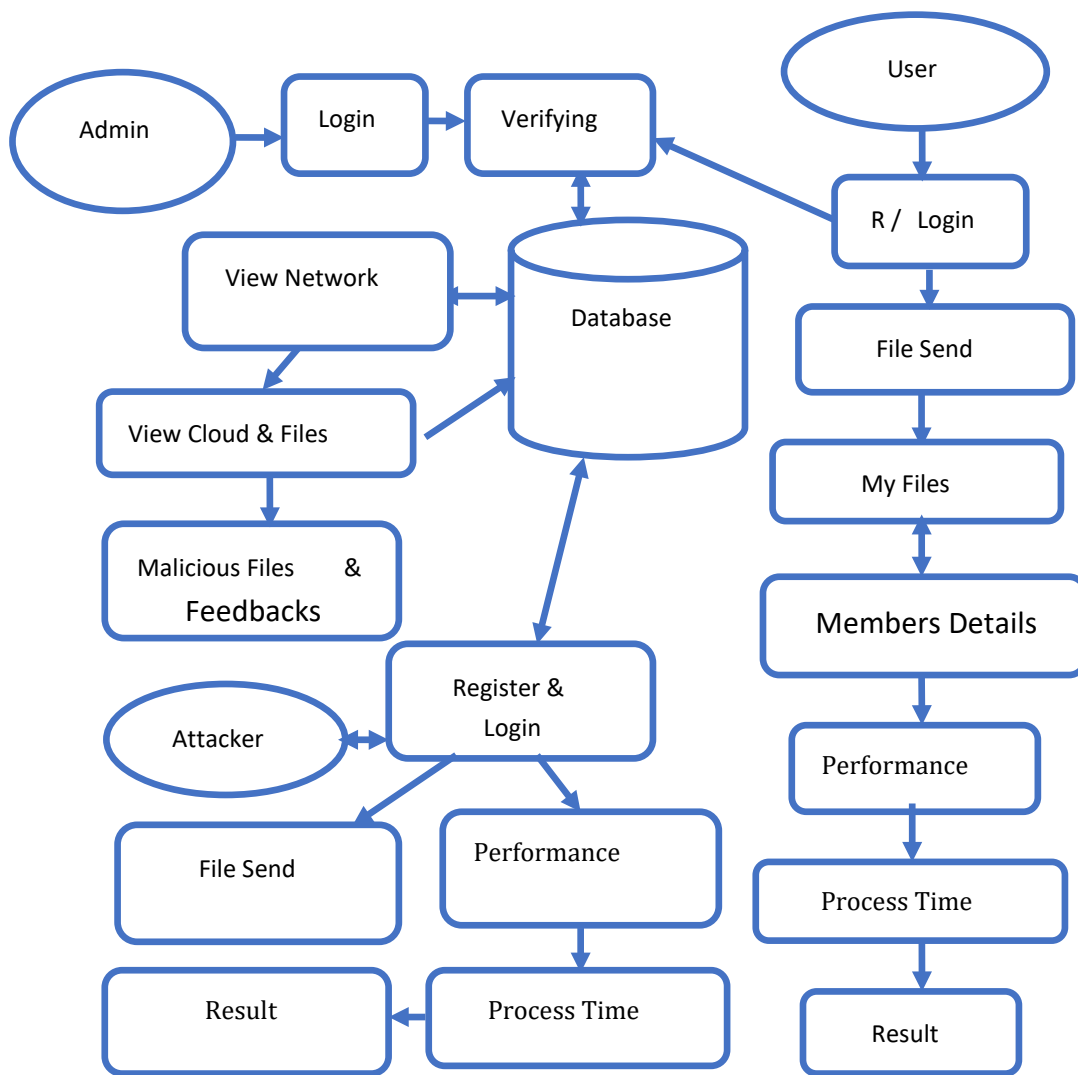 User
Admin
Login
Verifying
R / Login
View Network
Database
File Send
View Cloud & Files
My Files
Malicious Files &
Feedbacks
Members Details
Register &
Login
Attacker
Performance
File Send
Performance
Process Time
Result
Process Time
Result